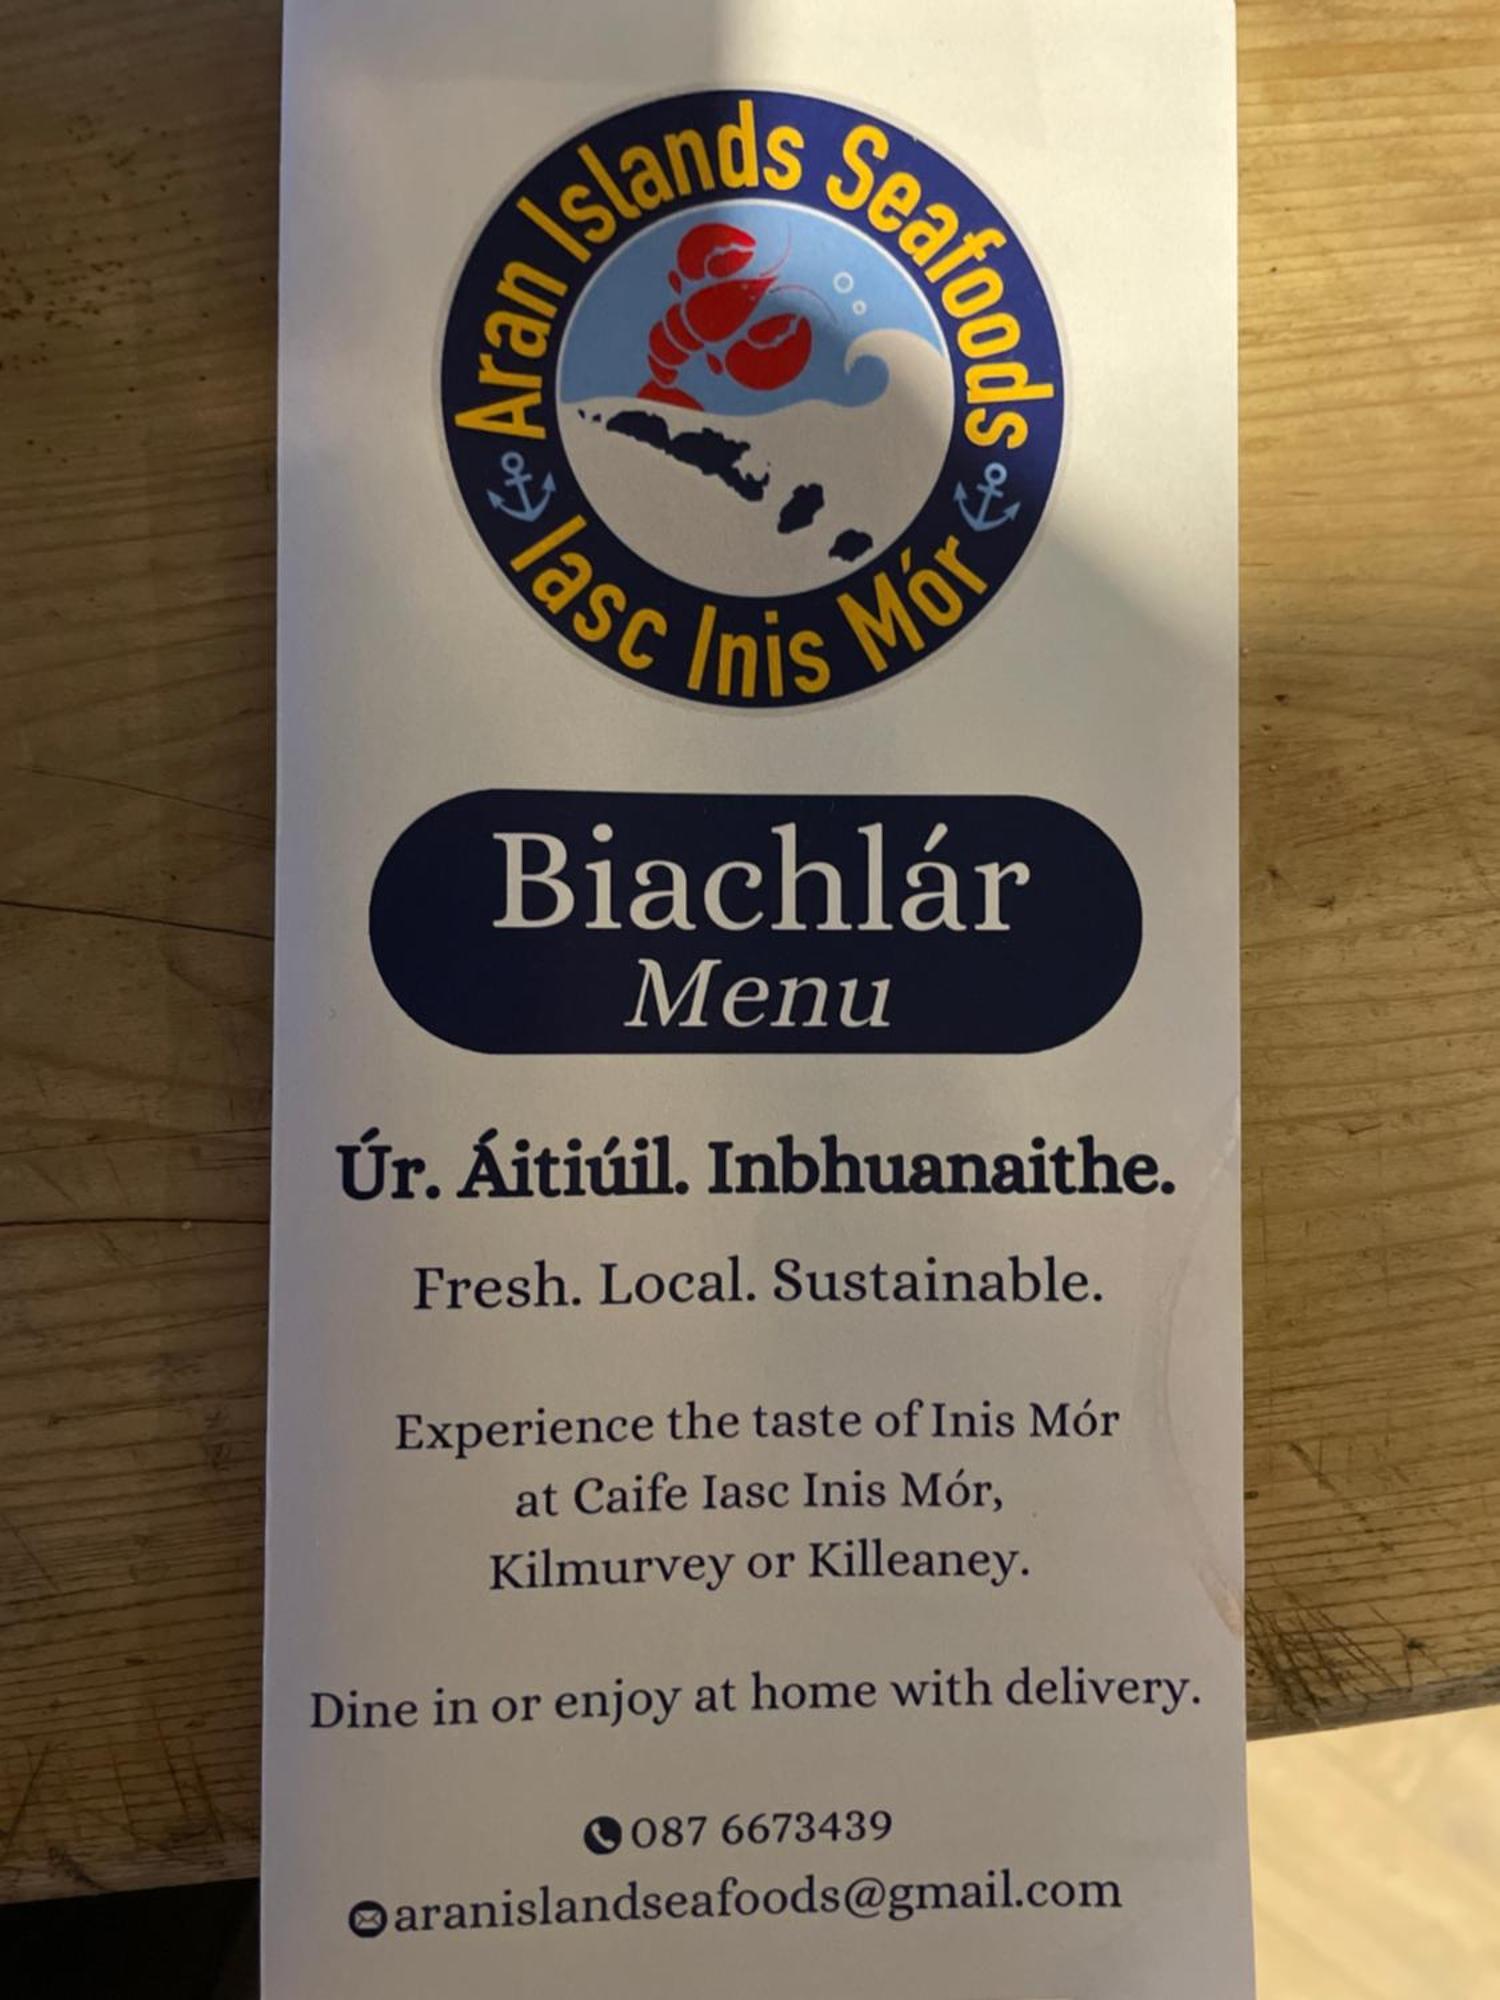 Aran Islands Seafoods
Iasc Inis Mór
Biachlár
Menu
Úr. Áitiúil. Inbhuanaithe.
Fresh. Local. Sustainable.
Experience the taste of Inis Mór
at Caife Iasc Inis Mór,
Kilmurvey or Killeaney.
Dine in or enjoy at home with delivery.
087 6673439
aranislandseafoods@gmail.com